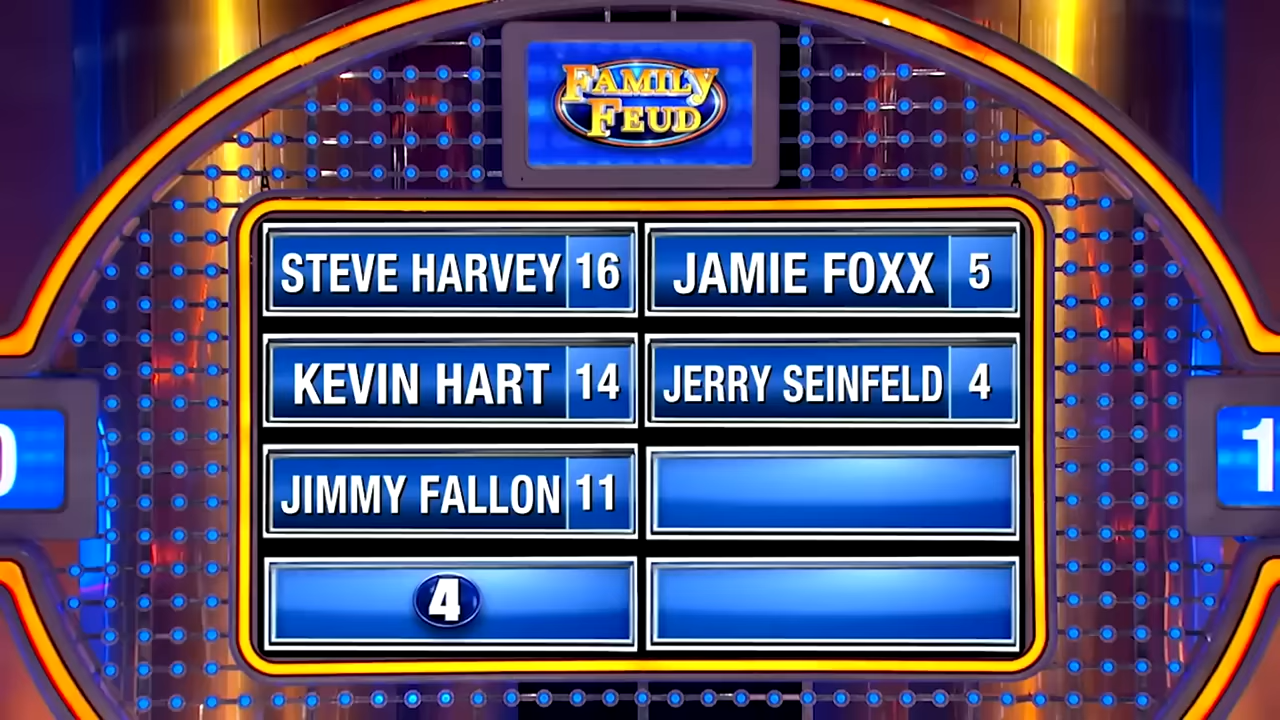 FAMILY
FEUD
STEVE HARVEY 16
JAMIE FOXX 5
KEVIN HART 14
JERRY SEINFELD 4
JIMMY FALLON 11
4